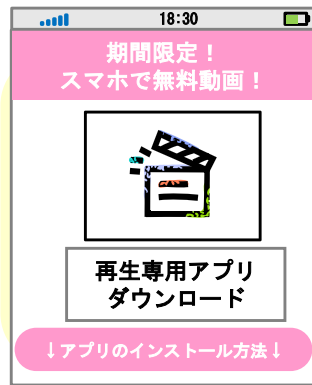 18:30
期間限定！
スマホで無料動画！
再生専用アプリ
ダウンロード
↓アプリのインストール方法↓